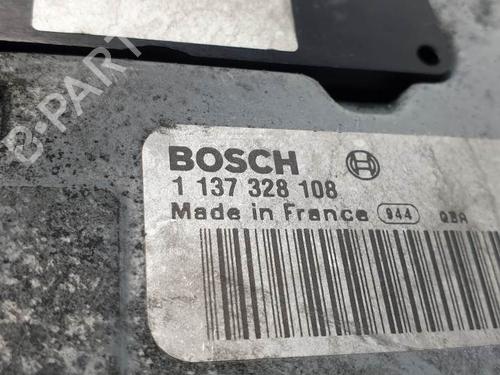 B-PARTS
BOSCH
1 137 328 108
Made in France 944 QBA